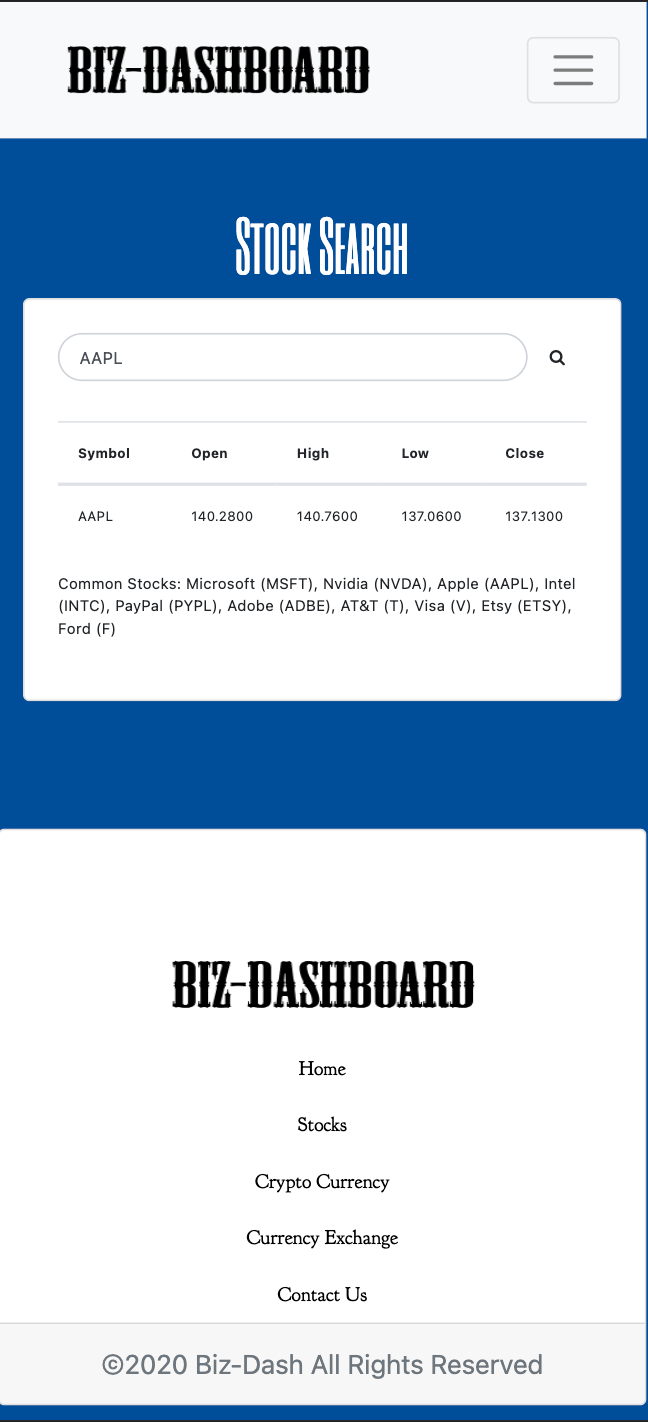 BIZ-DASHBOARD
Stock Search
AAPL
Symbol Open High Low Close
AAPL 140.2800 140.7600 137.0600 137.1300
Common Stocks: Microsoft (MSFT), Nvidia (NVDA), Apple (AAPL), Intel
(INTC), PayPal (PYPL), Adobe (ADBE), AT&T (T), Visa (V), Etsy (ETSY),
Ford (F)
BIZ-DASHBOARD
Home
Stocks
Crypto Currency
Currency Exchange
Contact Us
©2020 Biz-Dash All Rights Reserved